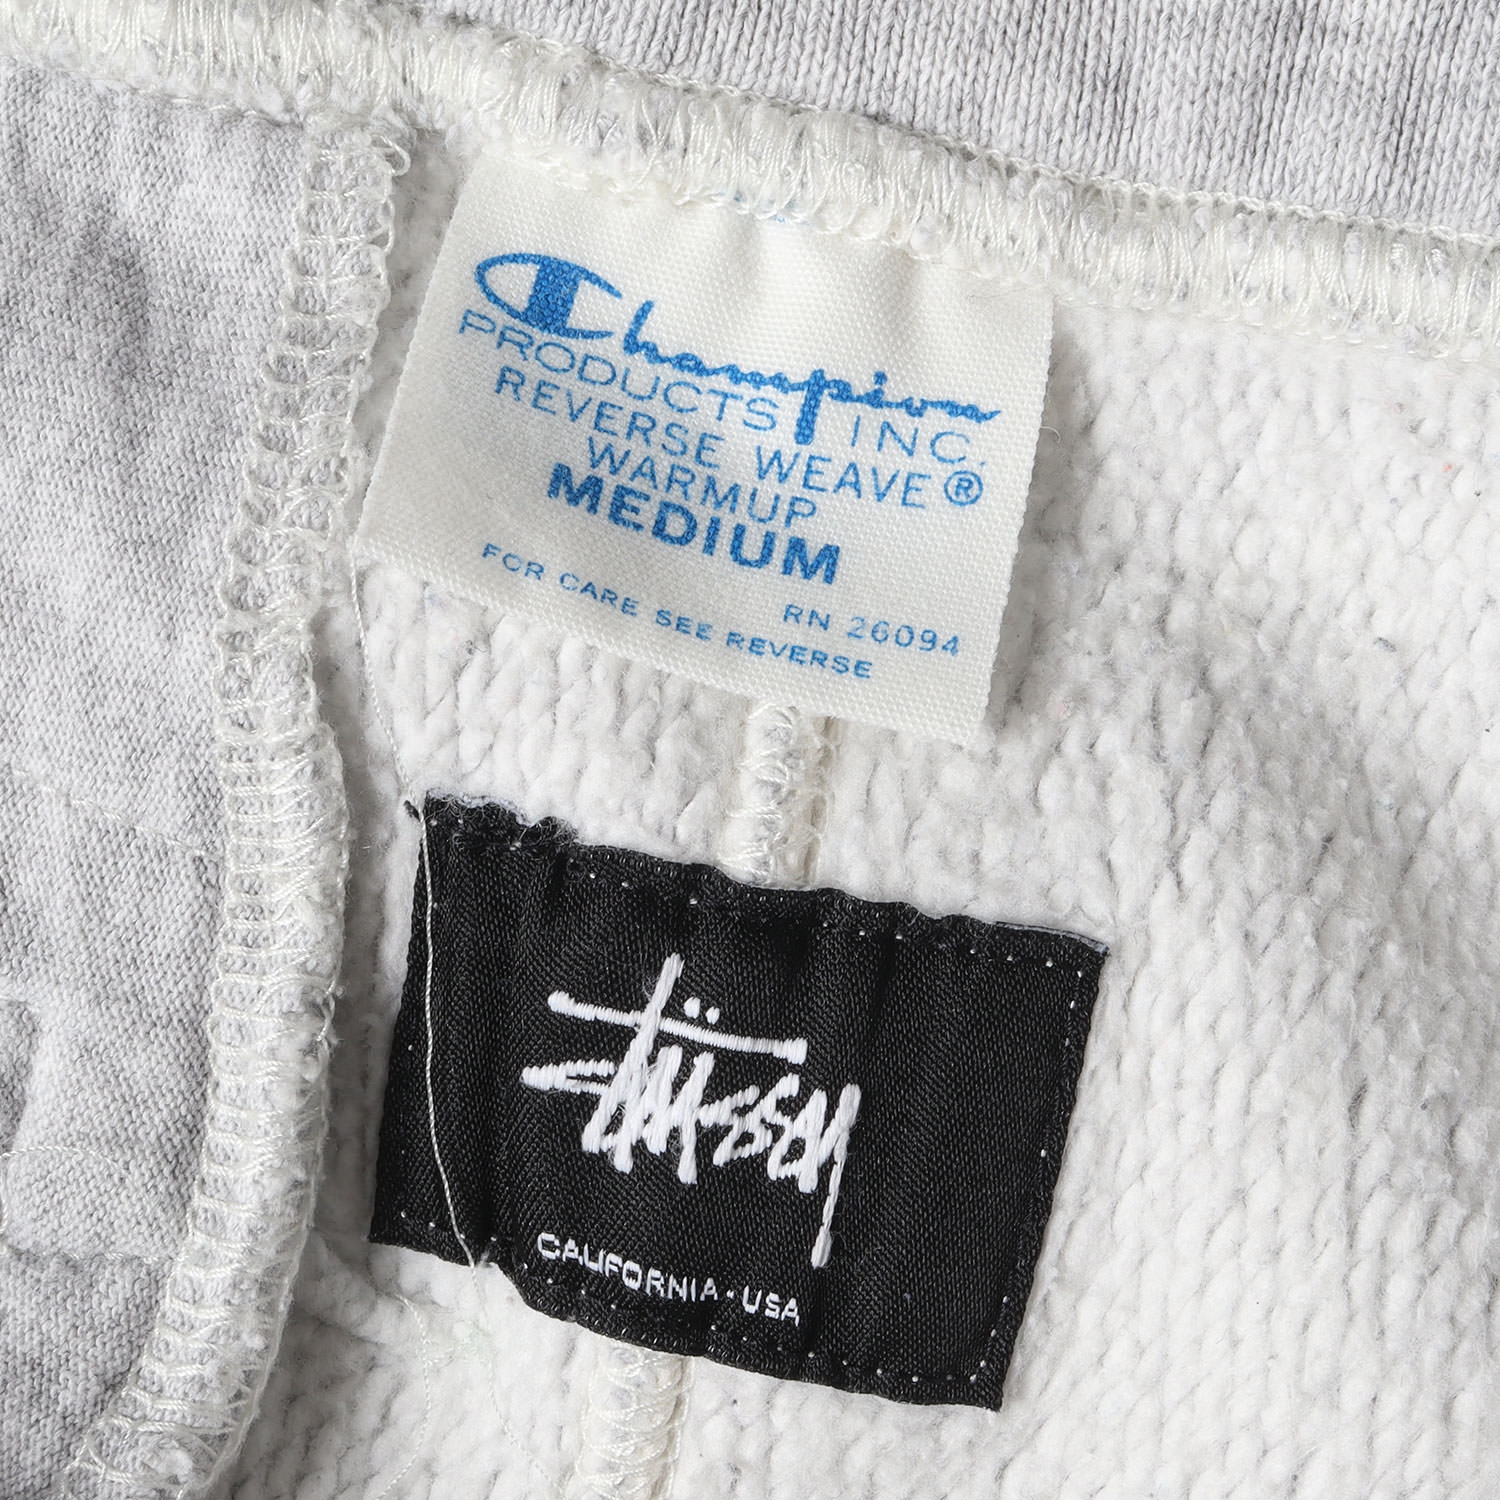 Champion
PRODUCTS INC.
REVERSE WEAVE®
WARMUP
MEDIUM
RN 26094
FOR CARE SEE REVERSE
Stüssy
CALIFORNIA·USA